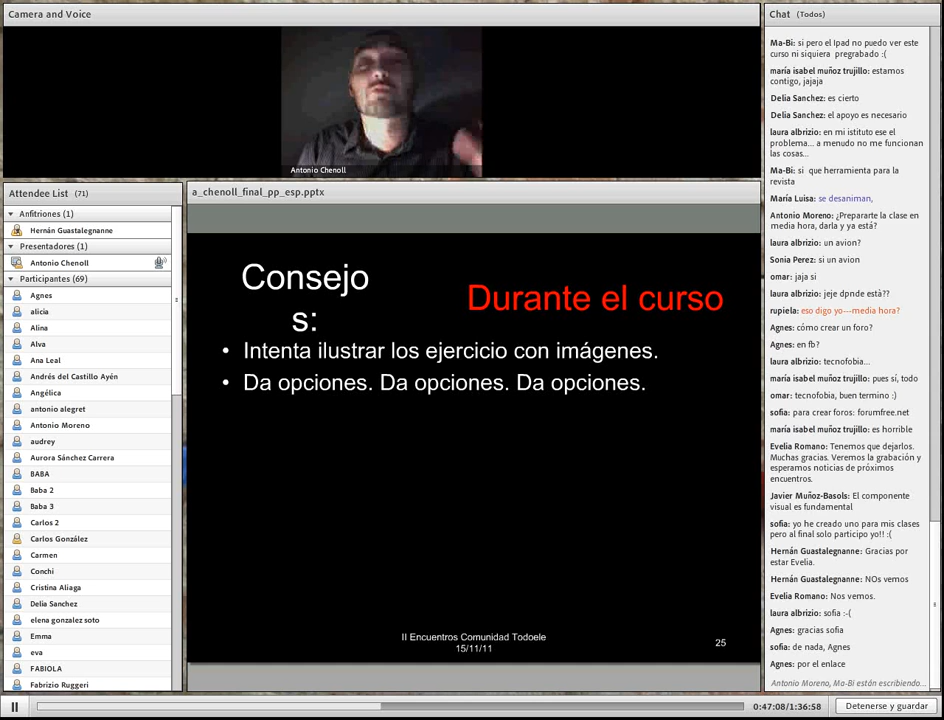 Camera and Voice
Antonio Chenoll
Attendee List (71)
Anfitriones (1)
Hernán Guastalegnanne
Presentadores (1)
Antonio Chenoll
Participantes (69)
Agnes
alicia
Alina
Alva
Ana Leal
Andrés del Castillo Ayén
Angélica
antonio alegret
Antonio Moreno
audrey
Aurora Sánchez Carrera
BABA
Baba 2
Baba 3
Carlos 2
Carlos González
Carmen
Conchi
Cristina Aliaga
Delia Sanchez
elena gonzalez soto
Emma
eva
FABIOLA
Fabrizio Ruggeri
a_chenoll_final_pp_esp.pptx
Consejo
s:
Durante el curso
• Intenta ilustrar los ejercicio con imágenes.
• Da opciones. Da opciones. Da opciones.
II Encuentros Comunidad Todoele
15/11/11
25
Chat (Todos)
Ma-Bi: si pero el Ipad no puedo ver este
curso ni siquiera pregrabado :(
maría isabel muñoz trujillo: estamos
contigo, jajaja
Delia Sanchez: es cierto
Delia Sanchez: el apoyo es necesario
laura albrizio: en mi istituto ese el
problema... a menudo no me funcionan
las cosas...
Ma-Bi: si que herramienta para la
revista
María Luisa: se desaniman,
Antonio Moreno: ¿Prepararte la clase en
media hora, darla y ya está?
laura albrizio: un avion?
Sonia Perez: si un avion
omar: jaja si
laura albrizio: jeje dpnde està??
rupiela: eso digo yo---media hora?
Agnes: cómo crear un foro?
Agnes: en fb?
laura albrizio: tecnofobia...
maría isabel muñoz trujillo: pues sí, todo
omar: tecnofobia, buen termino :)
sofia: para crear foros: forumfree.net
maría isabel muñoz trujillo: es horrible
Evelia Romano: Tenemos que dejarlos.
Muchas gracias. Veremos la grabación y
esperamos noticias de próximos
encuentros.
Javier Muñoz-Basols: El componente
visual es fundamental
sofia: yo he creado uno para mis clases
pero al final solo participo yo!! :(
Hernán Guastalegnanne: Gracias por
estar Evelia.
Hernán Guastalegnanne: NOs vemos
Evelia Romano: Nos vemos.
laura albrizio: sofia :-(
Agnes: gracias sofia
sofia: de nada, Agnes
Agnes: por el enlace
Antonio Moreno, Ma-Bi están escribiendo...
0:47:08/1:36:58
Detenerse y guardar